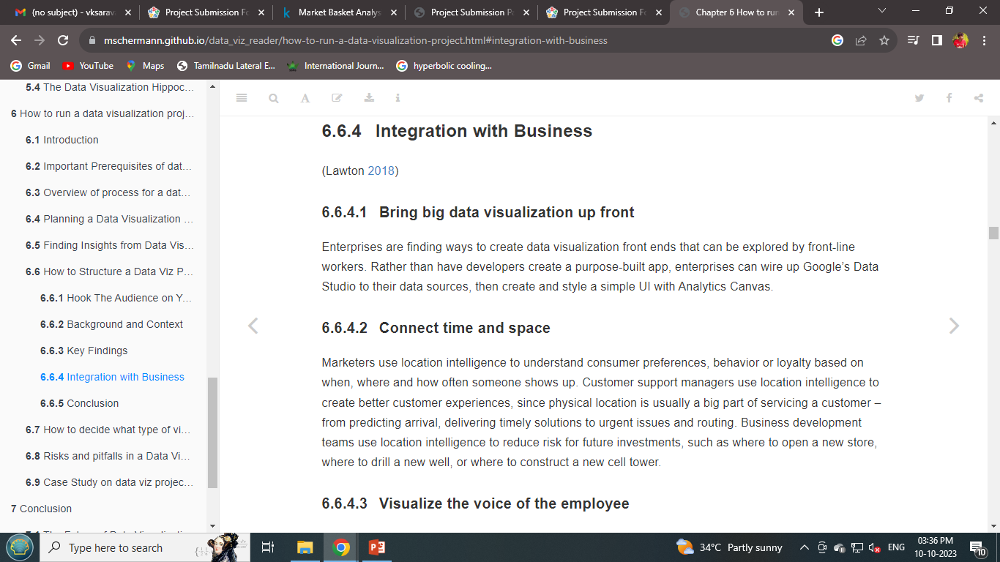 (no subject) - vksarav
Project Submission Fo
Market Basket Analys
Project Submission Pa
Project Submission Fo
Chapter 6 How to run
mschermann.github.io/data_viz_reader/how-to-run-a-data-visualization-project.html#integration-with-business
Gmail
YouTube
Maps
Tamilnadu Lateral E...
International Journ...
hyperbolic cooling...
5.4 The Data Visualization Hippoc...
6 How to run a data visualization proj...
6.1 Introduction
6.2 Important Prerequisites of dat...
6.3 Overview of process for a dat...
6.4 Planning a Data Visualization ...
6.5 Finding Insights from Data Vis...
6.6 How to Structure a Data Viz P...
6.6.1 Hook The Audience on Y...
6.6.2 Background and Context
6.6.3 Key Findings
6.6.4 Integration with Business
6.6.5 Conclusion
6.7 How to decide what type of vi...
6.8 Risks and pitfalls in a Data Vi...
6.9 Case Study on data viz projec...
7 Conclusion
6.6.4 Integration with Business
(Lawton 2018)
6.6.4.1 Bring big data visualization up front
Enterprises are finding ways to create data visualization front ends that can be explored by front-line
workers. Rather than have developers create a purpose-built app, enterprises can wire up Google’s Data
Studio to their data sources, then create and style a simple UI with Analytics Canvas.
6.6.4.2 Connect time and space
Marketers use location intelligence to understand consumer preferences, behavior or loyalty based on
when, where and how often someone shows up. Customer support managers use location intelligence to
create better customer experiences, since physical location is usually a big part of servicing a customer –
from predicting arrival, delivering timely solutions to urgent issues and routing. Business development
teams use location intelligence to reduce risk for future investments, such as where to open a new store,
where to drill a new well, or where to construct a new cell tower.
6.6.4.3 Visualize the voice of the employee
Type here to search
34°C Partly sunny
ENG
03:36 PM
10-10-2023
10